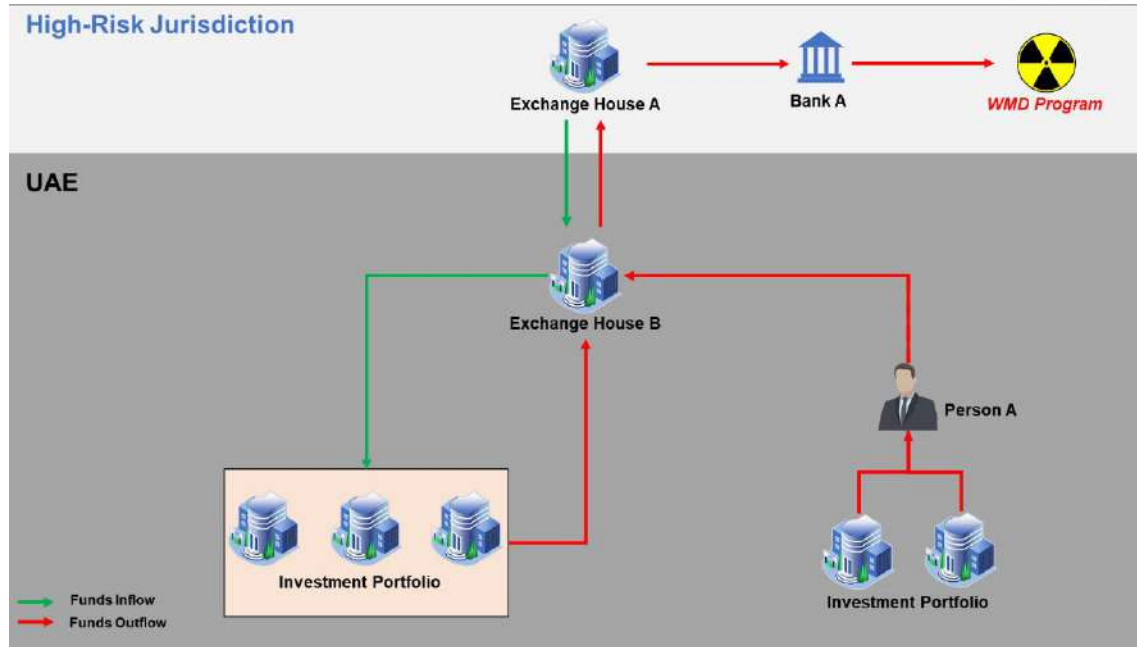 High-Risk Jurisdiction
Exchange House A
Bank A
WMD Program
UAE
Exchange House B
Person A
Investment Portfolio
Investment Portfolio
Funds Inflow
Funds Outflow